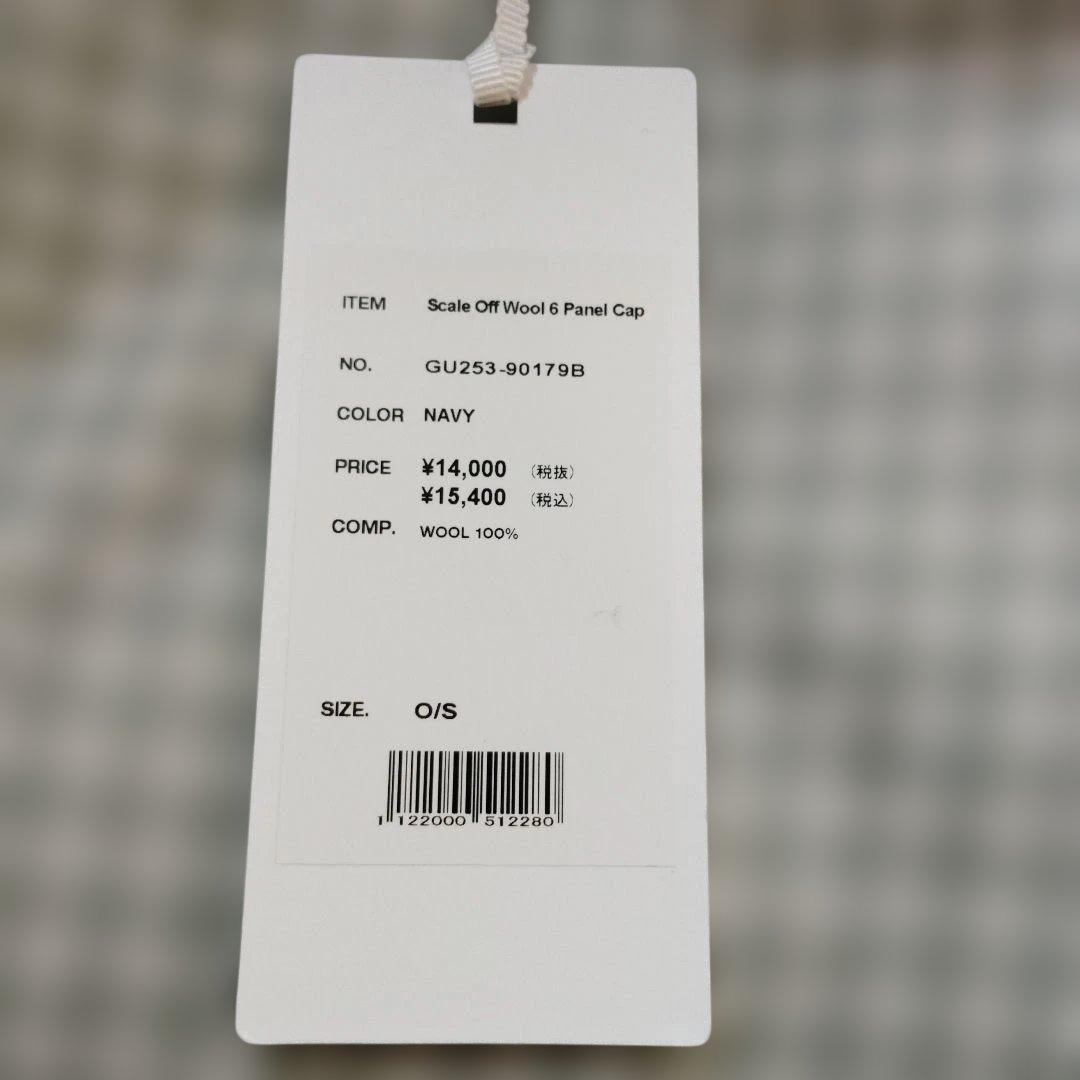 ITEM Scale Off Wool 6 Panel Cap
NO. GU253-90179B
COLOR NAVY
PRICE ¥14,000 (税抜)
¥15,400 (税込)
COMP. WOOL 100%
SIZE. O/S
1 122000 512280